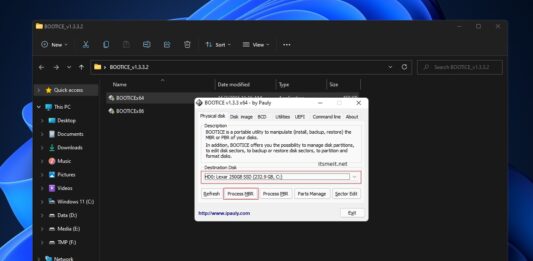 BOOTICE_v1.3.3.2
New
Sort
View
BOOTICE_v1.3.3.2
Search BOOTICE_v1.3.3.2
Name
Date modified
Type
Size
Quick access
This PC
Desktop
Documents
Downloads
Music
Pictures
Videos
Windows 11 (C:)
Data (D:)
Media (E:)
TMP (F:)
Network
BOOTICEx64
BOOTICEx86
BOOTICE v1.3.3 x64 - by Pauly
Physical disk
Disk image
BCD
Utilities
UEFI
Command line
About
Description
BOOTICE is a portable utility to manipulate (install, backup, restore) the
MBR or PBR of your disks.
In addition, BOOTICE offers you the possibility to manage disk partitions,
to edit disk sectors, to backup or restore disk sectors, to partition and
format disks.
itsmeit.net
Destination Disk
HD0: Lexar 250GB SSD (232.9 GB, C:)
Refresh
Process MBR
Process PBR
Parts Manage
Sector Edit
http://www.ipauly.com
Exit